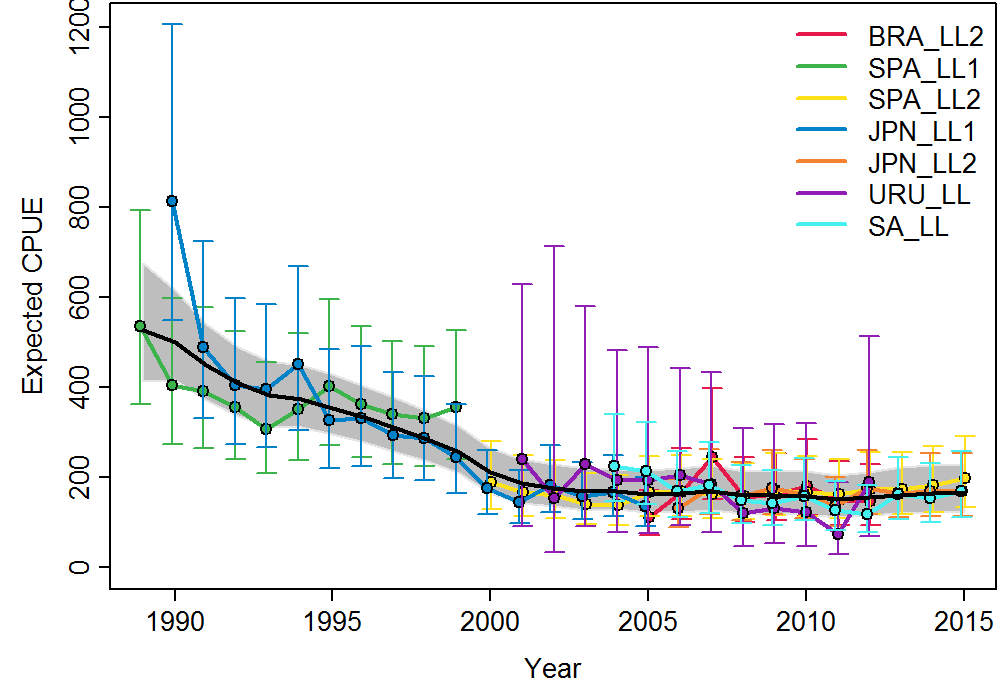 1200
1000
800
600
400
200
0
Expected CPUE
BRA_LL2
SPA_LL1
SPA_LL2
JPN_LL1
JPN_LL2
URU_LL
SA_LL
1990 1995 2000 2005 2010 2015
Year